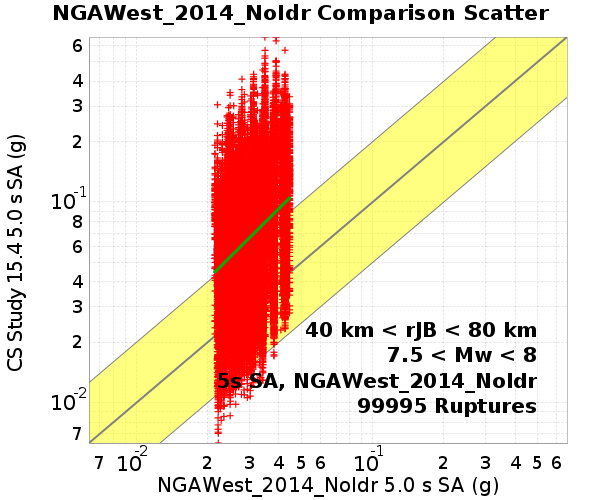 NGAWest_2014_NoIdr Comparison Scatter
6
4
3
2
10-1
8
6
4
3
2
10-2
7
CS Study 15.4 5.0 s SA (g)
40 km < rJB < 80 km
7.5 < Mw < 8
5s SA, NGAWest_2014_NoIdr
99995 Ruptures
7 10-2 2 3 4 5 6 10-1 2 3 4 5 6
NGAWest_2014_NoIdr 5.0 s SA (g)